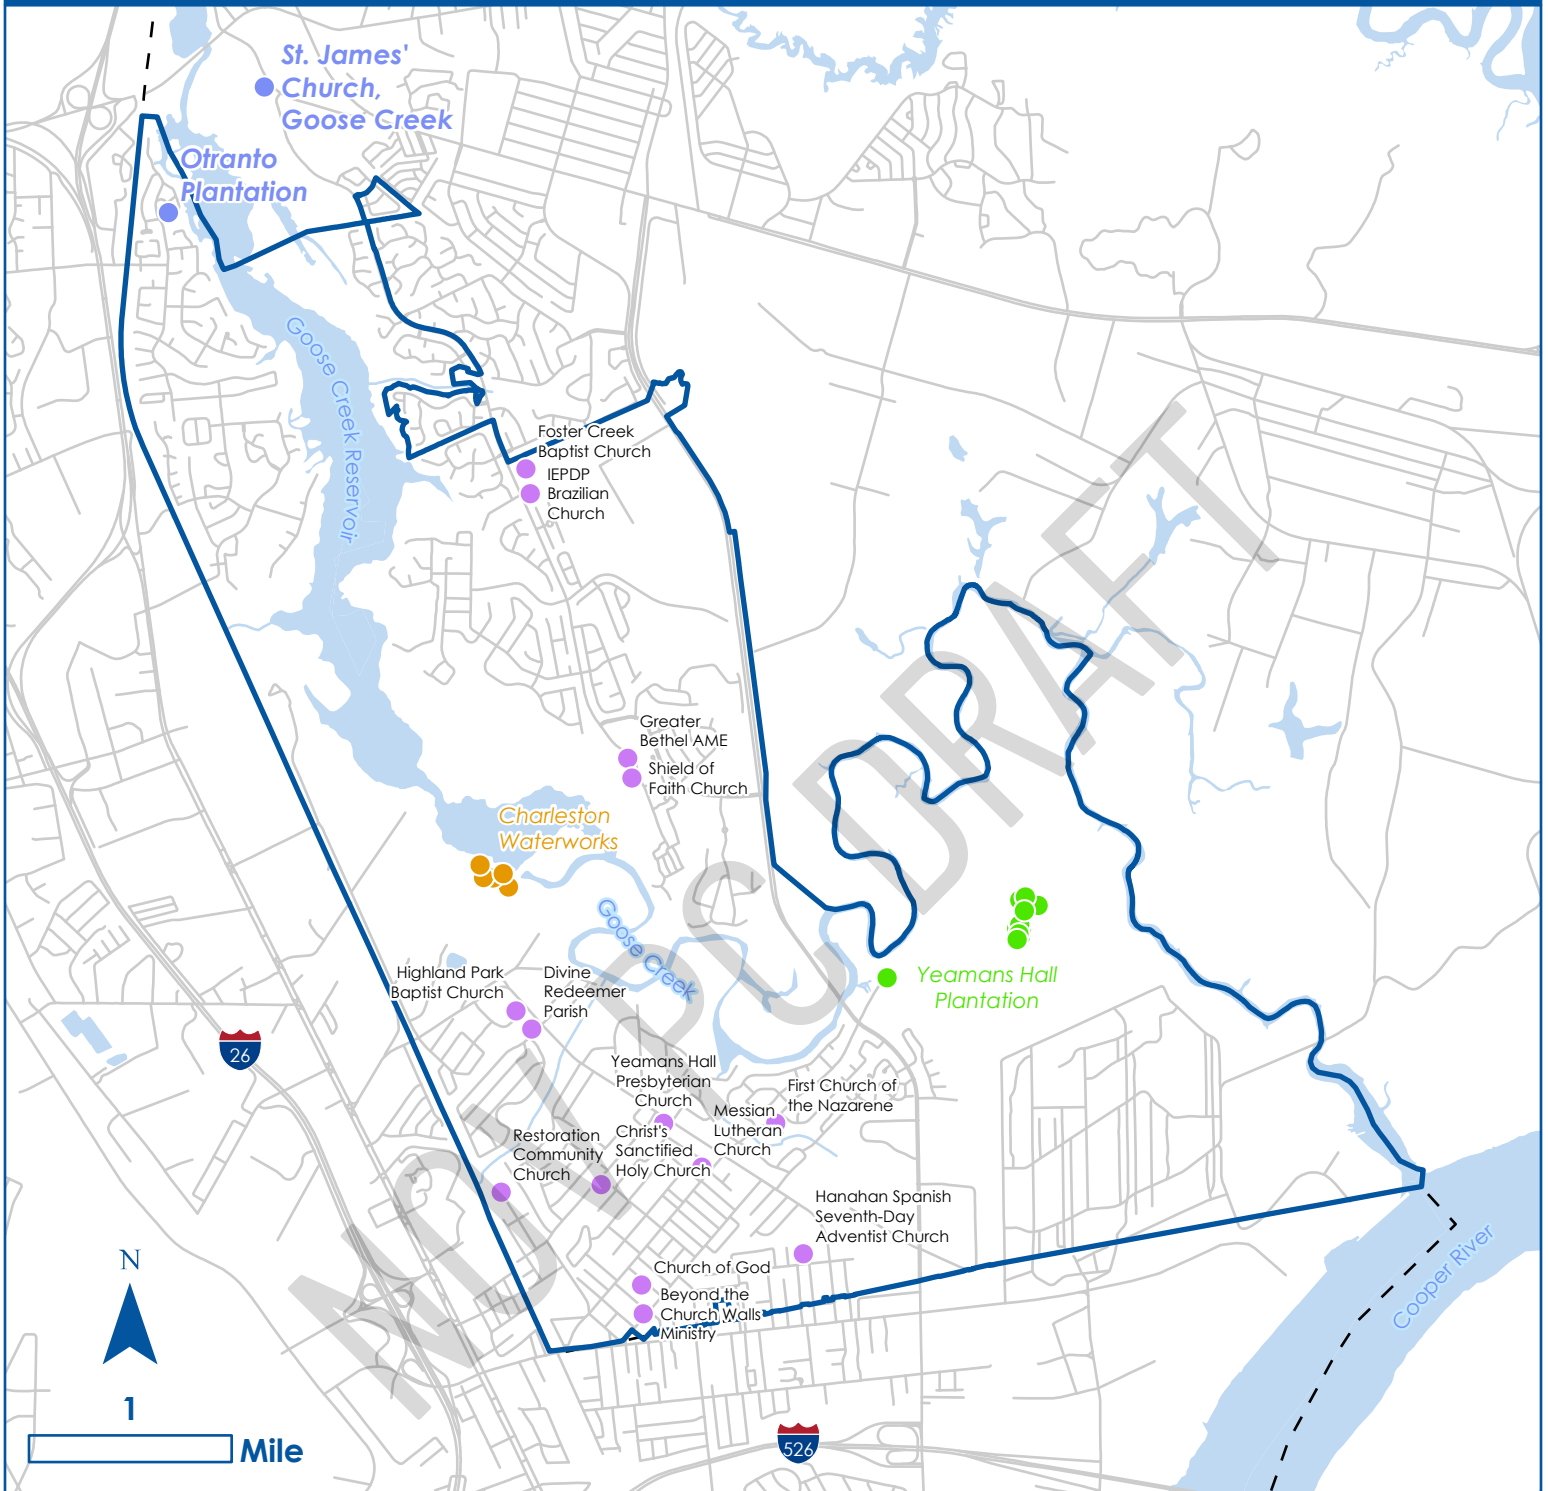 St. James'
Church,
Goose Creek
Otranto
Plantation
Goose Creek Reservoir
Foster Creek
Baptist Church
IEPDP
Brazilian
Church
Greater
Bethel AME
Shield of
Faith Church
Charleston
Waterworks
Goose Creek
Yeamans Hall
Plantation
Highland Park
Baptist Church
Divine
Redeemer
Parish
26
Yeamans Hall
Presbyterian
Church
First Church of
the Nazarene
Messian
Lutheran
Church
Christ's
Sanctified
Holy Church
Restoration
Community
Church
Hanahan Spanish
Seventh-Day
Adventist Church
Church of God
Beyond the
Church Walls
Ministry
Cooper River
N
1
Mile
526
NOV PC DRAFT